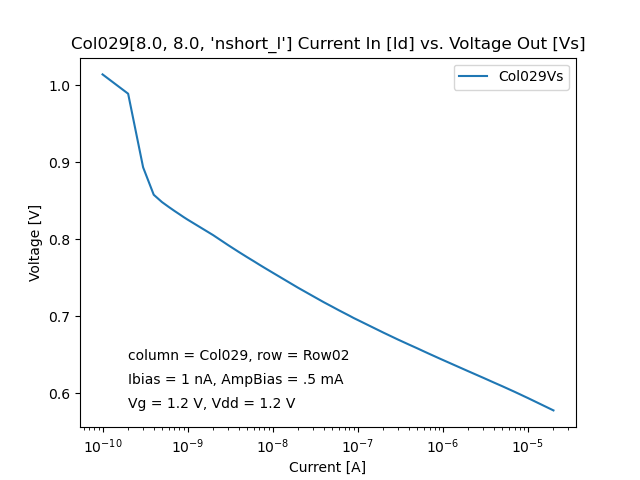 Col029[8.0, 8.0, 'nshort_l'] Current In [Id] vs. Voltage Out [Vs]
Col029Vs
1.0
0.9
0.8
0.7
0.6
Voltage [V]
column = Col029, row = Row02
Ibias = 1 nA, AmpBias = .5 mA
Vg = 1.2 V, Vdd = 1.2 V
10⁻¹⁰ 10⁻⁹ 10⁻⁸ 10⁻⁷ 10⁻⁶ 10⁻⁵
Current [A]